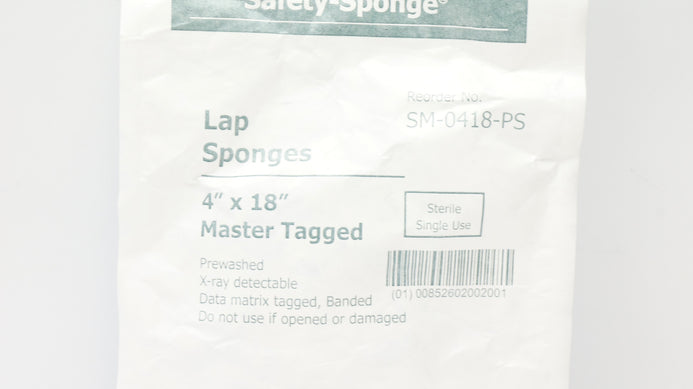 Safety-Sponge®
Reorder No.
SM-0418-PS
Lap
Sponges
4” x 18”
Master Tagged
Sterile
Single Use
Prewashed
X-ray detectable
Data matrix tagged, Banded
Do not use if opened or damaged
(01) 00852602002001